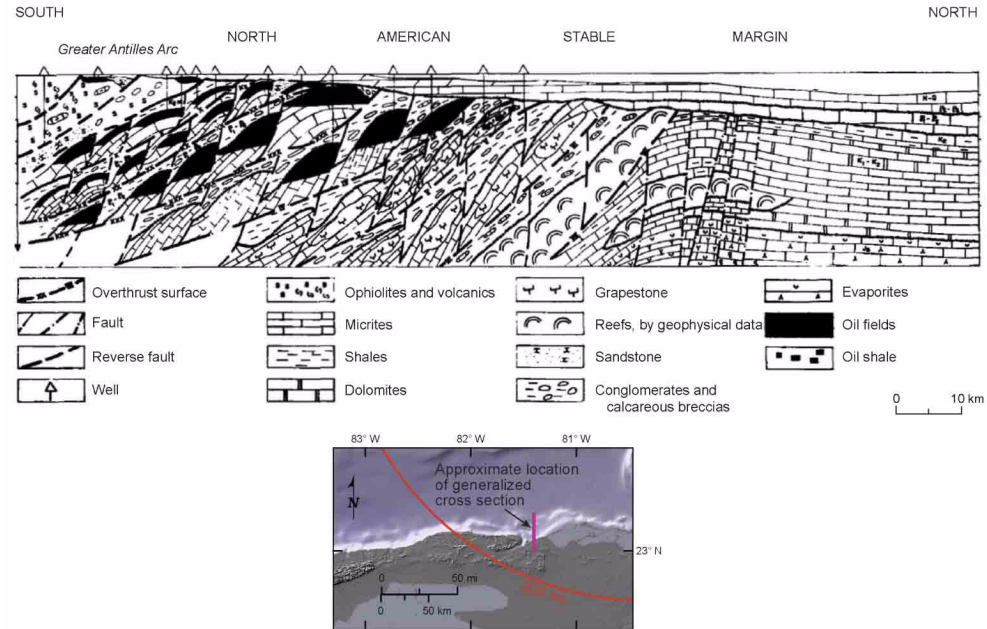 SOUTH
NORTH
Greater Antilles Arc
NORTH AMERICAN STABLE MARGIN
N-Q
Overthrust surface
Fault
Reverse fault
Well
Ophiolites and volcanics
Micrites
Shales
Dolomites
Grapestone
Reefs, by geophysical data
Sandstone
Conglomerates and
calcareous breccias
Evaporites
Oil fields
Oil shale
0 10 km
83° W 82° W 81° W
Approximate location
of generalized
cross section
N
23° N
0 50 mi
0 50 km